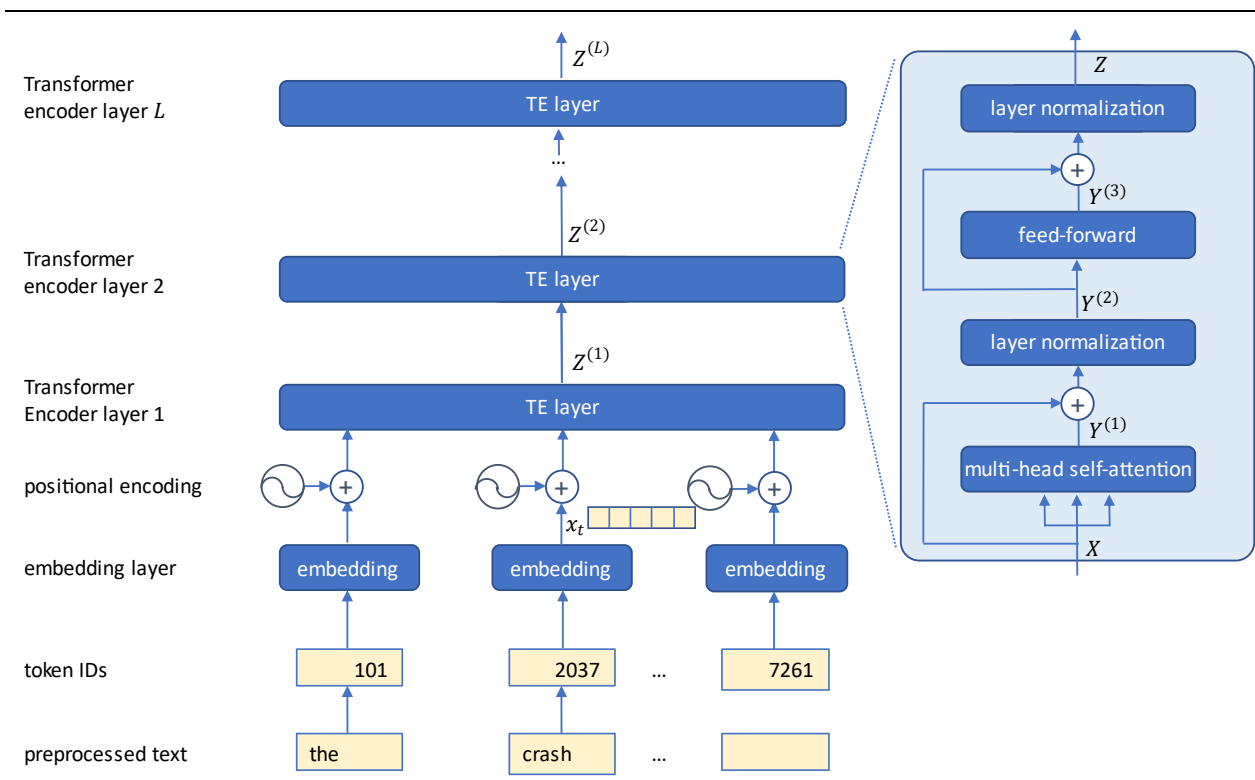 Z^(L)
Transformer
encoder layer L
TE layer
...
Z^(2)
Transformer
encoder layer 2
TE layer
Z^(1)
Transformer
Encoder layer 1
TE layer
positional encoding
+
+
+
x_t
embedding layer
embedding
embedding
embedding
token IDs
101
2037
...
7261
preprocessed text
the
crash
...
Z
layer normalization
+
Y^(3)
feed-forward
Y^(2)
layer normalization
+
Y^(1)
multi-head self-attention
X